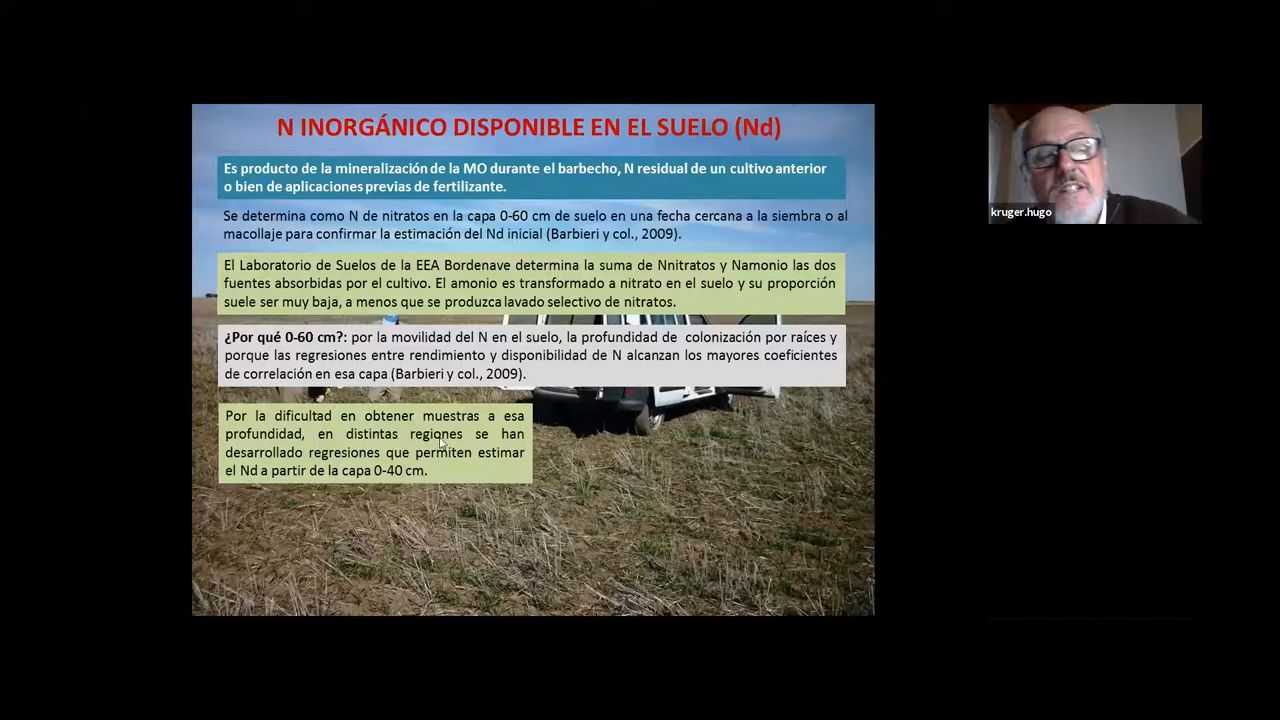 N INORGÁNICO DISPONIBLE EN EL SUELO (Nd)
Es producto de la mineralización de la MO durante el barbecho, N residual de un cultivo anterior
o bien de aplicaciones previas de fertilizante.
Se determina como N de nitratos en la capa 0-60 cm de suelo en una fecha cercana a la siembra o al
macollaje para confirmar la estimación del Nd inicial (Barbieri y col., 2009).
El Laboratorio de Suelos de la EEA Bordenave determina la suma de Nnitratos y Namonio las dos
fuentes absorbidas por el cultivo. El amonio es transformado a nitrato en el suelo y su proporción
suele ser muy baja, a menos que se produzca lavado selectivo de nitratos.
¿Por qué 0-60 cm?: por la movilidad del N en el suelo, la profundidad de colonización por raíces y
porque las regresiones entre rendimiento y disponibilidad de N alcanzan los mayores coeficientes
de correlación en esa capa (Barbieri y col., 2009).
Por la dificultad en obtener muestras a esa
profundidad, en distintas regiones se han
desarrollado regresiones que permiten estimar
el Nd a partir de la capa 0-40 cm.
kruger.hugo